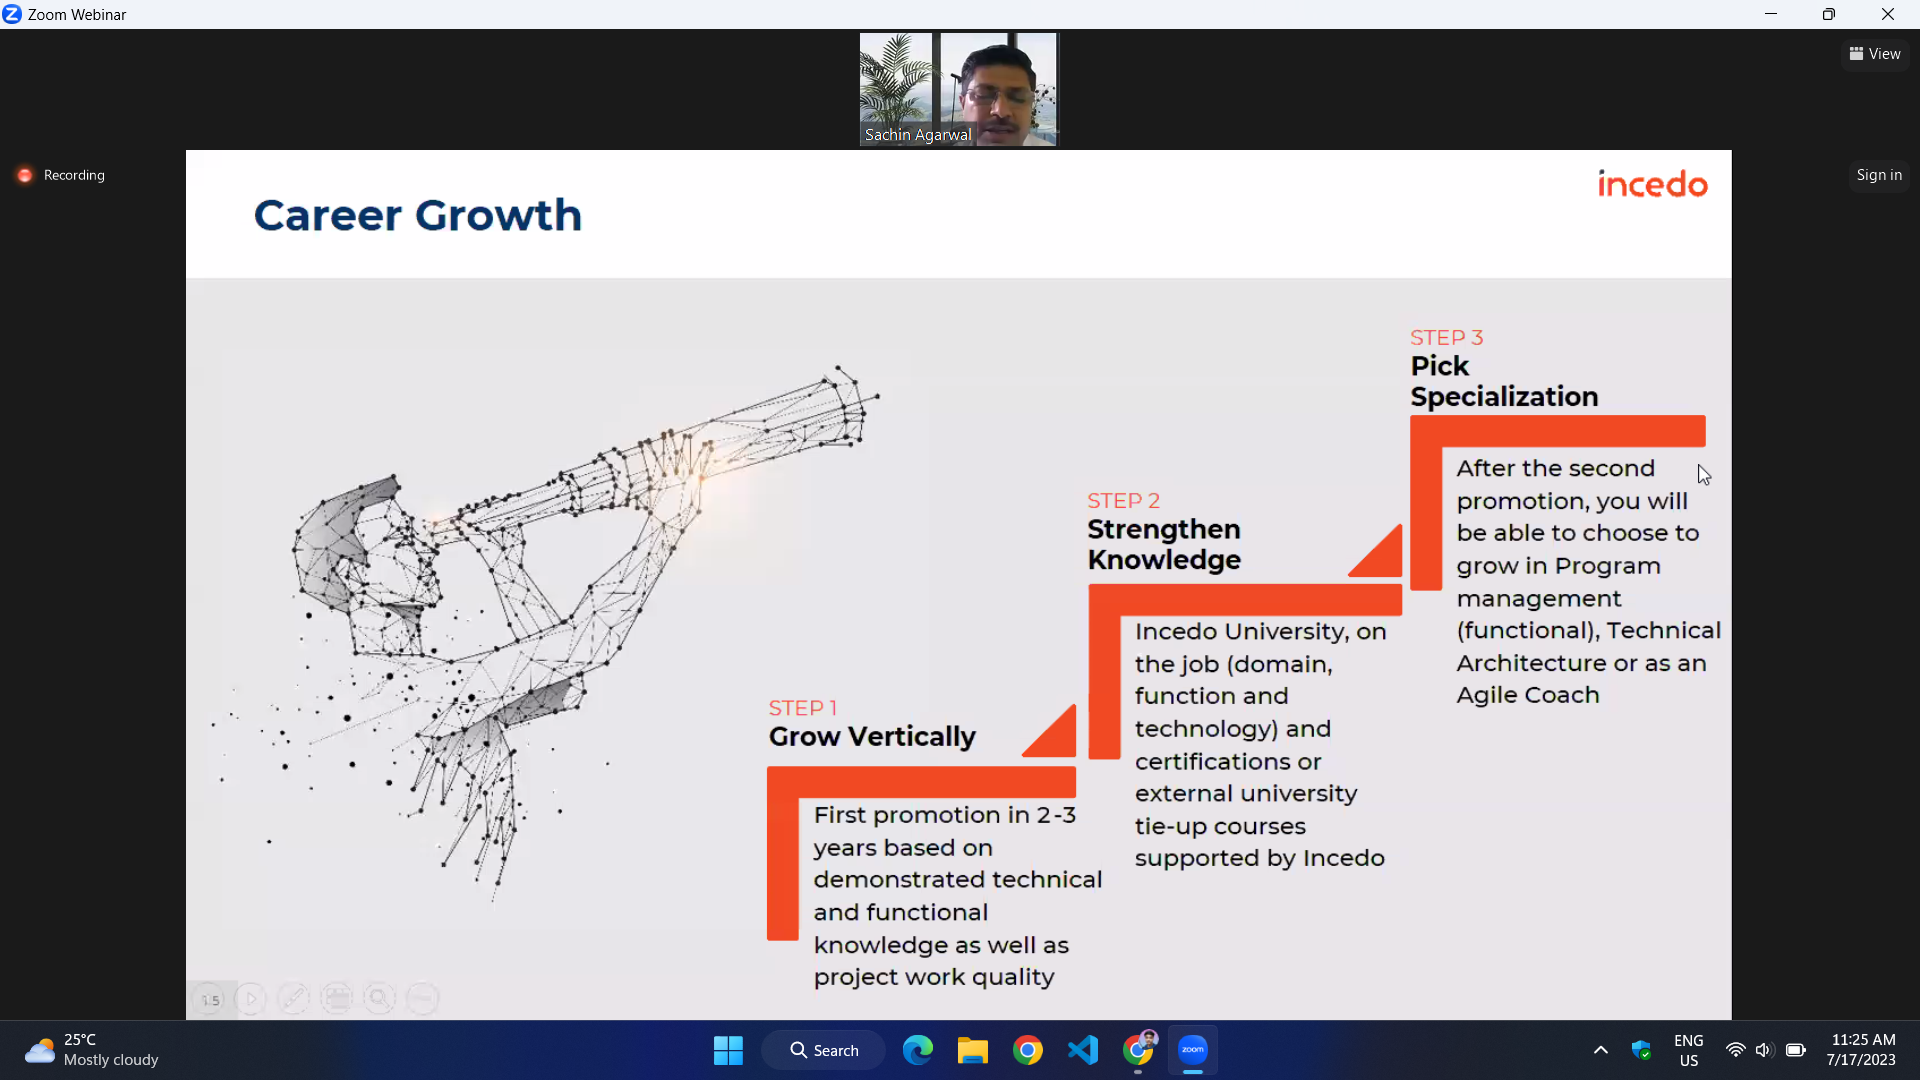 Zoom Webinar
View
Sachin Agarwal
Recording
Sign in
incedo
Career Growth
STEP 1
Grow Vertically
First promotion in 2-3
years based on
demonstrated technical
and functional
knowledge as well as
project work quality
STEP 2
Strengthen
Knowledge
Incedo University, on
the job (domain,
function and
technology) and
certifications or
external university
tie-up courses
supported by Incedo
STEP 3
Pick
Specialization
After the second
promotion, you will
be able to choose to
grow in Program
management
(functional), Technical
Architecture or as an
Agile Coach
15
25°C
Mostly cloudy
Search
zoom
ENG
US
11:25 AM
7/17/2023